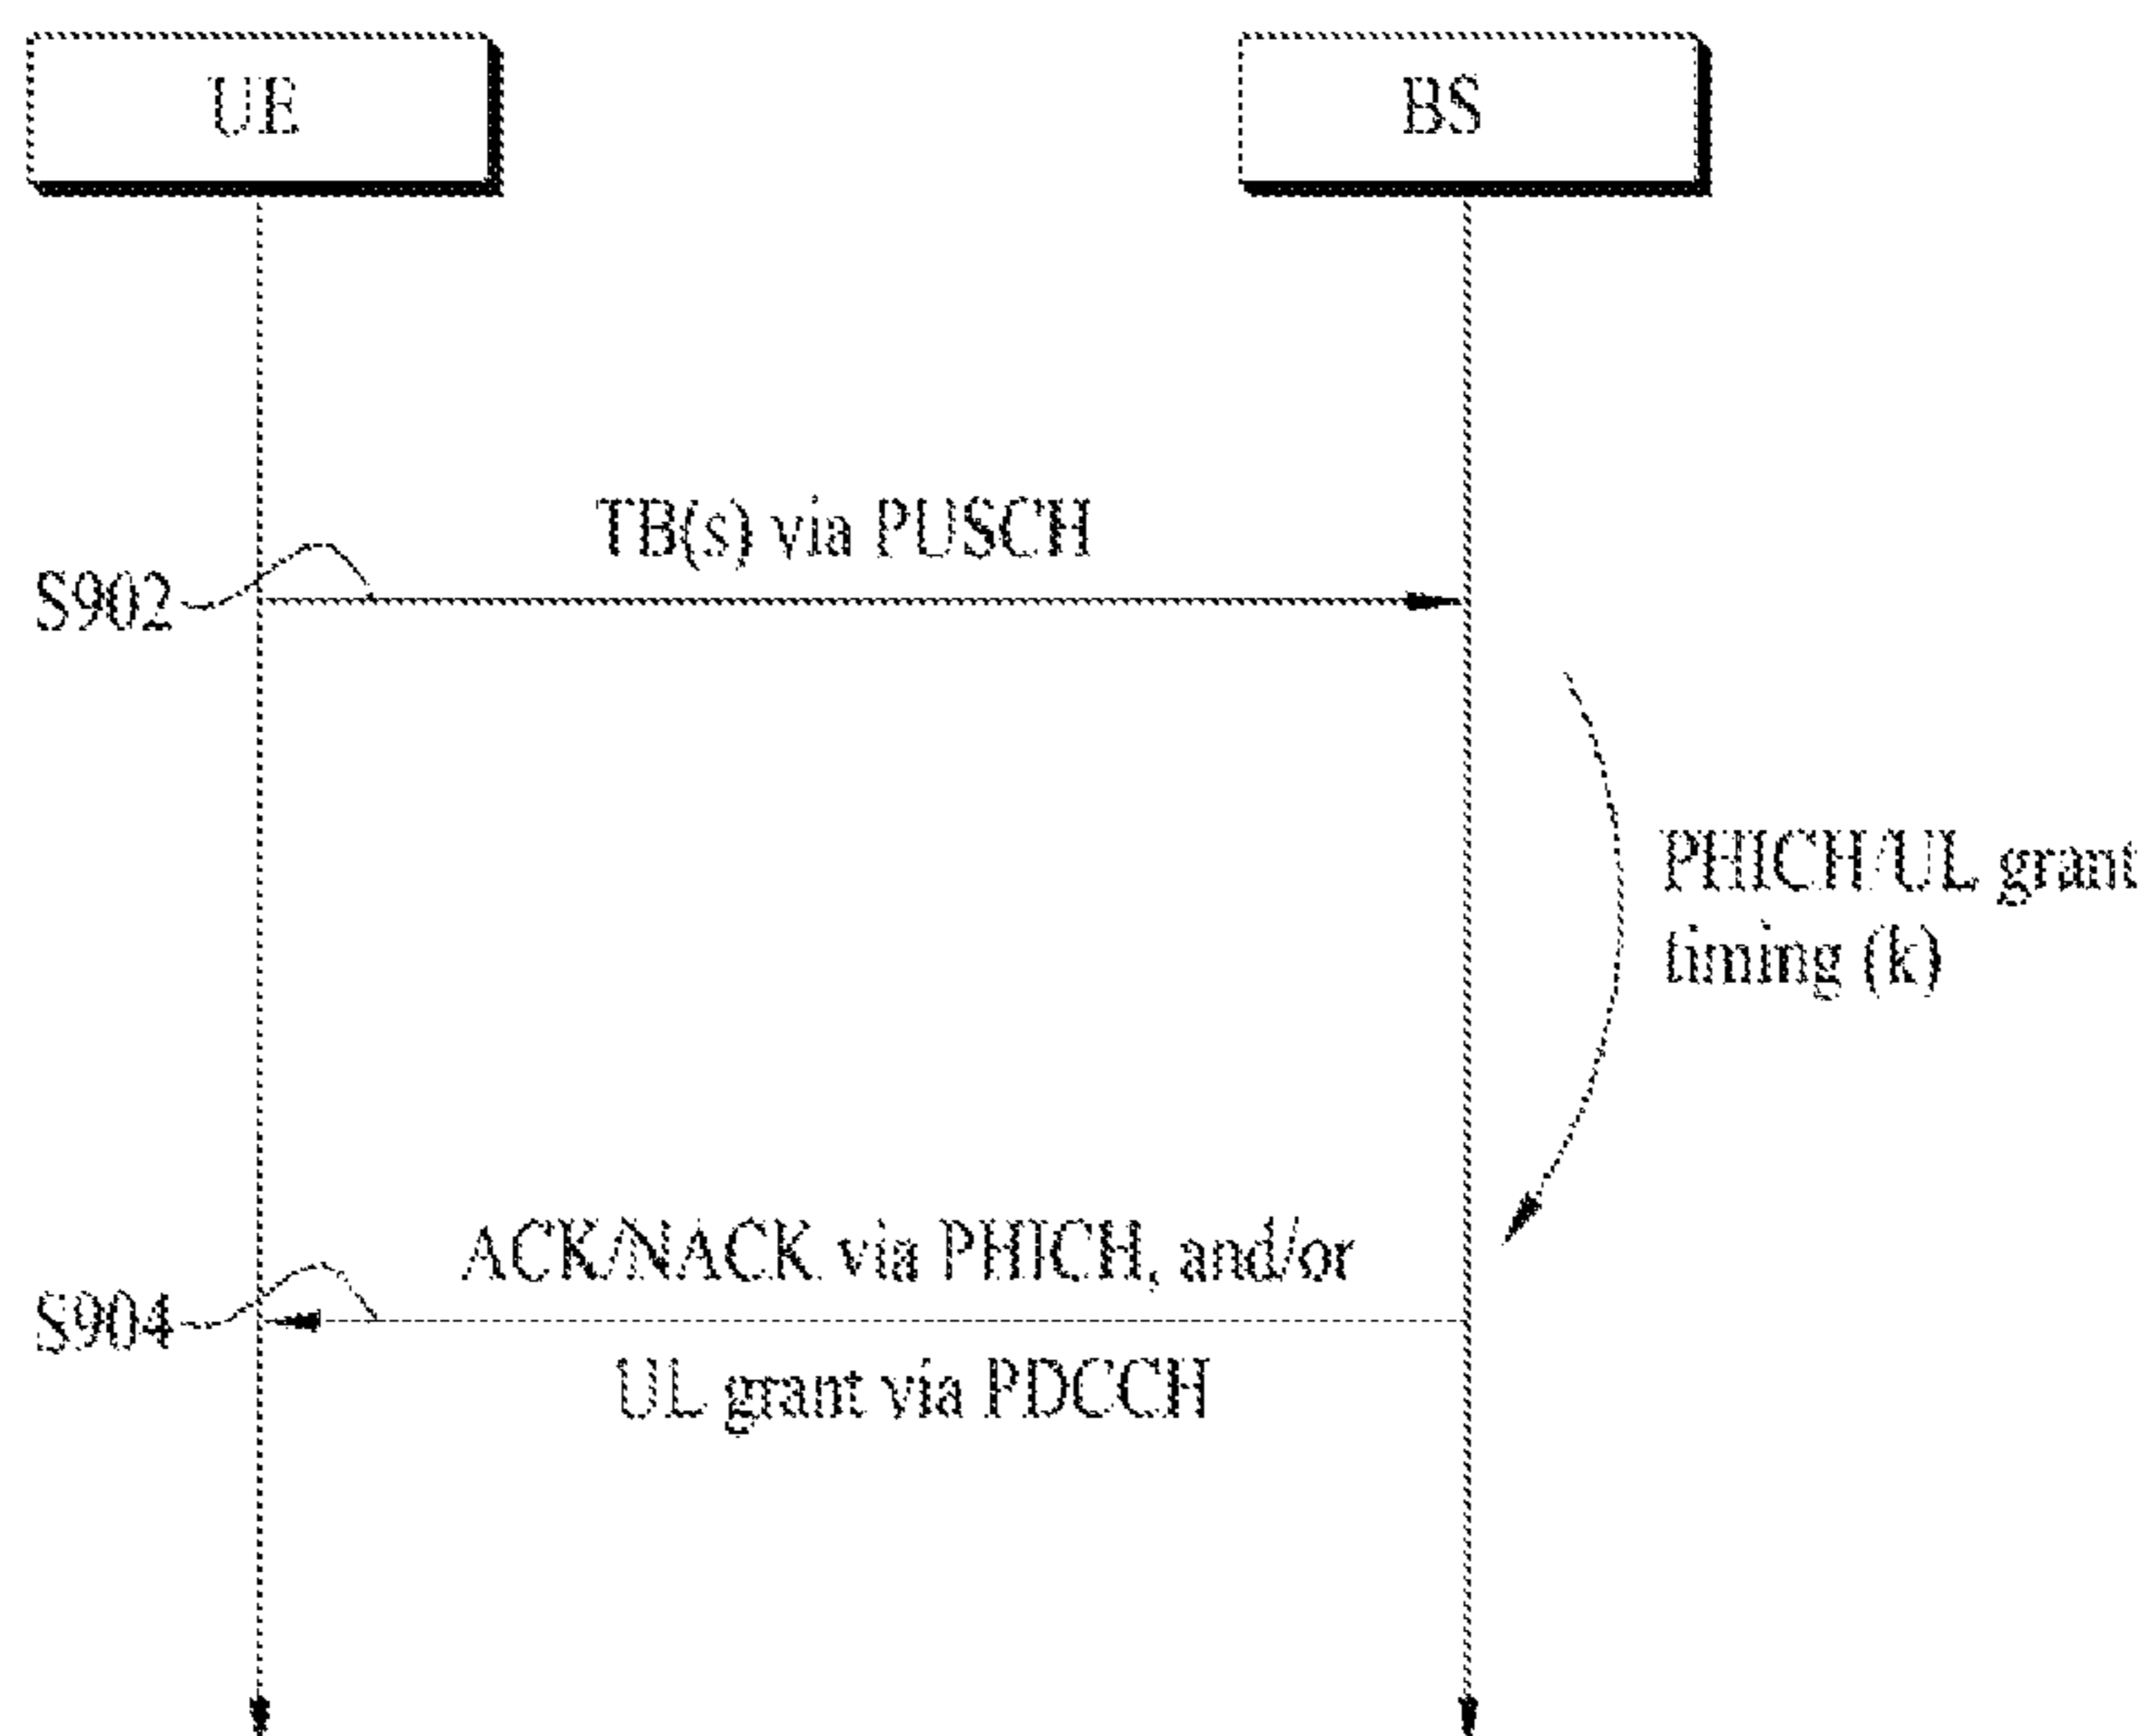 UE
BS
TB(s) via PUSCH
S902
PHICH/UL grant
timing (k)
ACK/NACK via PHICH, and/or
S904
UL grant via PDCCH